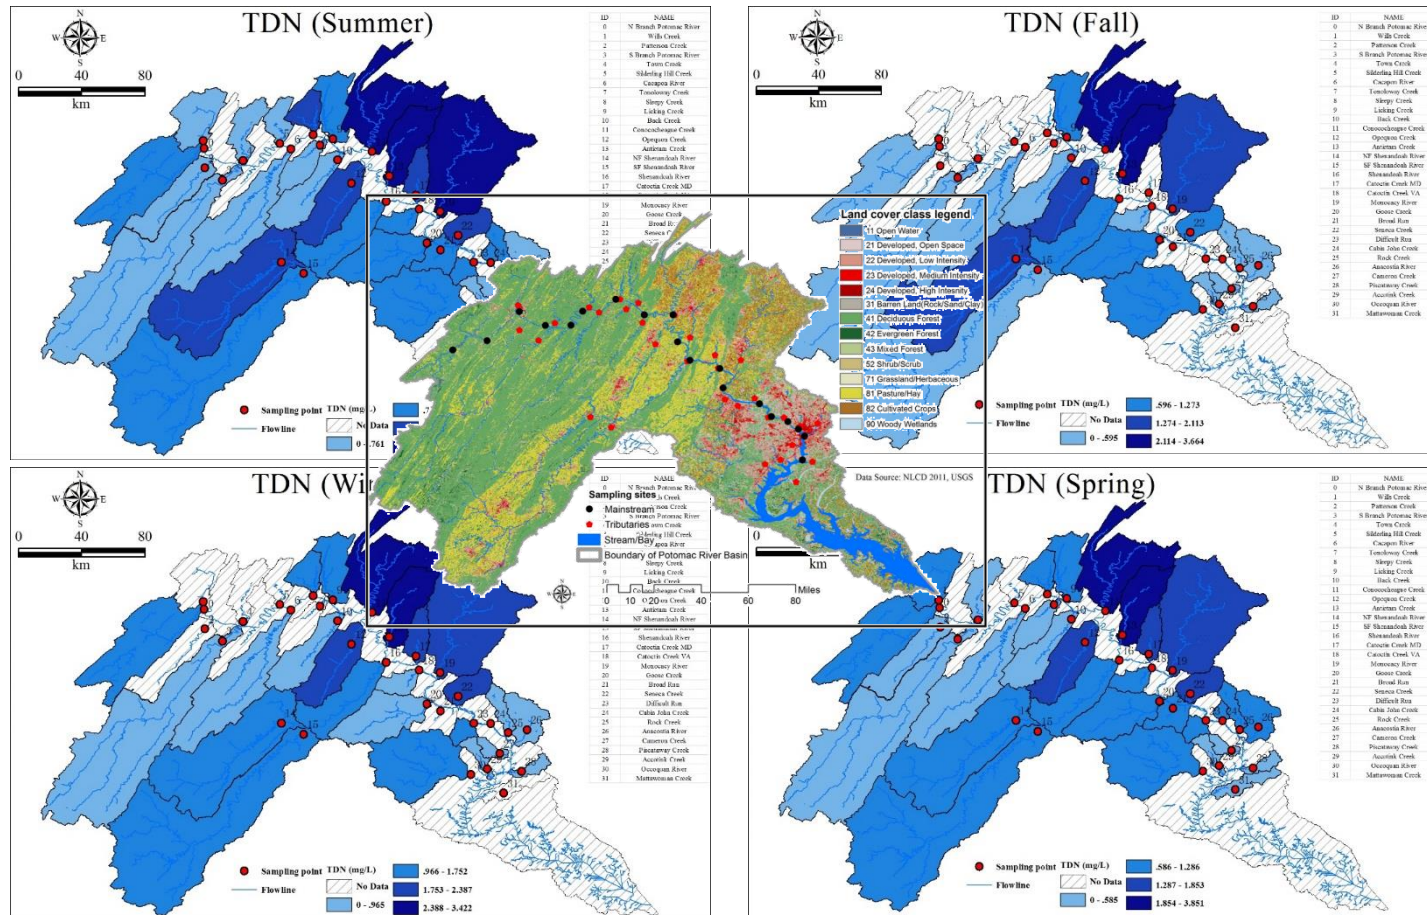 TDN (Summer)
N
W E
S
0 40 80
km
ID NAME
0 N Branch Potomac River
1 Wills Creek
2 Patterson Creek
3 S Branch Potomac River
4 Town Creek
5 Sildeling Hill Creek
6 Cacapon River
7 Tonoloway Creek
8 Sleepy Creek
9 Licking Creek
10 Back Creek
11 Conococheague Creek
12 Opequon Creek
13 Antietam Creek
14 NF Shenandoah River
15 SF Shenandoah River
16 Shenandoah River
17 Catoctin Creek MD
19 Monocacy River
20 Goose Creek
21 Broad Run
22 Seneca C
Sampling point
Flowline
TDN (mg/L)
No Data
0 - .761
TDN (Fall)
N
W E
S
0 40 80
km
ID NAME
0 N Branch Potomac River
1 Wills Creek
2 Patterson Creek
3 S Branch Potomac River
4 Town Creek
5 Sildeling Hill Creek
6 Cacapon River
7 Tonoloway Creek
8 Sleepy Creek
9 Licking Creek
10 Back Creek
11 Conococheague Creek
12 Opequon Creek
13 Antietam Creek
14 NF Shenandoah River
15 SF Shenandoah River
16 Shenandoah River
17 Catoctin Creek MD
18 Catoctin Creek VA
19 Monocacy River
20 Goose Creek
21 Broad Run
22 Seneca Creek
23 Difficult Run
24 Cabin John Creek
25 Rock Creek
26 Anacostia River
27 Cameron Creek
28 Piscataway Creek
29 Accotink Creek
30 Occoquan River
31 Mattawoman Creek
Sampling point
Flowline
TDN (mg/L)
No Data
0 - .595
.596 - 1.273
1.274 - 2.113
2.114 - 3.664
Land cover class legend
11 Open Water
21 Developed, Open Space
22 Developed, Low Intensity
23 Developed, Medium Intensity
24 Developed, High Intesnity
31 Barren Land(Rock/Sand/Clay)
41 Deciduous Forest
42 Evergreen Forest
43 Mixed Forest
52 Shrub/Scrub
71 Grassland/Herbaceous
81 Pasture/Hay
82 Cultivated Crops
90 Woody Wetlands
Data Source: NLCD 2011, USGS
Sampling sites
Mainstream
Tributaries
Stream/Bay
Boundary of Potomac River Basin
0 10 20 40 60 80 Miles
TDN (Wi
N
W E
S
0 40 80
km
ID NAME
0 N Branch Potomac River
8 Sleepy Creek
9 Licking Creek
10 Back Creek
13 Antietam Creek
14 NF Shenandoah River
16 Shenandoah River
17 Catoctin Creek MD
18 Catoctin Creek VA
19 Monocacy River
20 Goose Creek
21 Broad Run
22 Seneca Creek
23 Difficult Run
24 Cabin John Creek
25 Rock Creek
26 Anacostia River
27 Cameron Creek
28 Piscataway Creek
29 Accotink Creek
30 Occoquan River
31 Mattawoman Creek
Sampling point
Flowline
TDN (mg/L)
No Data
0 - .965
.966 - 1.752
1.753 - 2.387
2.388 - 3.422
TDN (Spring)
km
ID NAME
0 N Branch Potomac River
1 Wills Creek
2 Patterson Creek
3 S Branch Potomac River
4 Town Creek
5 Sildeling Hill Creek
6 Cacapon River
7 Tonoloway Creek
8 Sleepy Creek
9 Licking Creek
10 Back Creek
11 Conococheague Creek
12 Opequon Creek
13 Antietam Creek
14 NF Shenandoah River
15 SF Shenandoah River
16 Shenandoah River
17 Catoctin Creek MD
18 Catoctin Creek VA
19 Monocacy River
20 Goose Creek
21 Broad Run
22 Seneca Creek
23 Difficult Run
24 Cabin John Creek
25 Rock Creek
26 Anacostia River
27 Cameron Creek
28 Piscataway Creek
29 Accotink Creek
30 Occoquan River
31 Mattawoman Creek
Sampling point
Flowline
TDN (mg/L)
No Data
0 - .585
.586 - 1.286
1.287 - 1.853
1.854 - 3.851